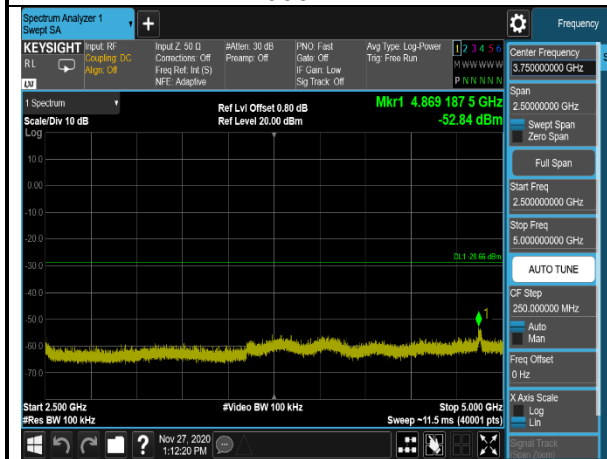 Spectrum Analyzer 1
Swept SA
+
Frequency
KEYSIGHT
RL
LXI
Input: RF
Coupling: DC
Align: Off
Input Z: 50 Ω
Corrections: Off
Freq Ref: Int (S)
NFE: Adaptive
#Atten: 30 dB
Preamp: Off
PNO: Fast
Gate: Off
IF Gain: Low
Sig Track: Off
Avg Type: Log-Power
Trig: Free Run
1 2 3 4 5 6
M W W W W W
P N N N N N
1 Spectrum
Scale/Div 10 dB
Log
Ref Lvl Offset 0.80 dB
Ref Level 20.00 dBm
Mkr1 4.869 187 5 GHz
-52.84 dBm
10.0
0.00
-10.0
-20.0
-30.0
-40.0
-50.0
-60.0
-70.0
DL1 -28.66 dBm
1
Start 2.500 GHz
#Res BW 100 kHz
#Video BW 100 kHz
Stop 5.000 GHz
Sweep ~11.5 ms (40001 pts)
Center Frequency
3.750000000 GHz
Span
2.50000000 GHz
Swept Span
Zero Span
Full Span
Start Freq
2.500000000 GHz
Stop Freq
5.000000000 GHz
AUTO TUNE
CF Step
250.000000 MHz
Auto
Man
Freq Offset
0 Hz
X Axis Scale
Log
Lin
Signal Track
(Span Zoom)
?
Nov 27, 2020
1:12:20 PM